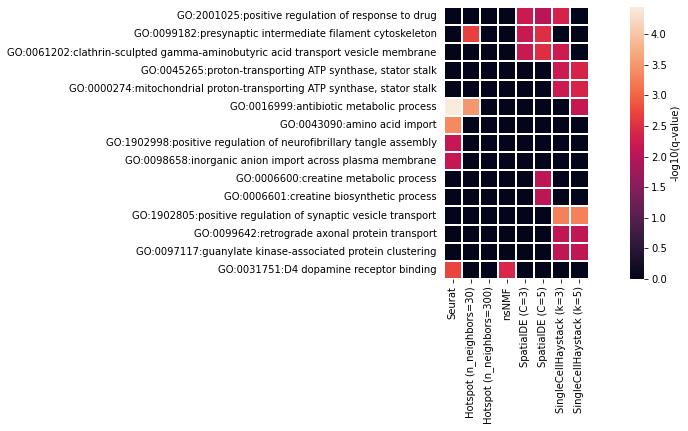 GO:2001025:positive regulation of response to drug
GO:0099182:presynaptic intermediate filament cytoskeleton
GO:0061202:clathrin-sculpted gamma-aminobutyric acid transport vesicle membrane
GO:0045265:proton-transporting ATP synthase, stator stalk
GO:0000274:mitochondrial proton-transporting ATP synthase, stator stalk
GO:0016999:antibiotic metabolic process
GO:0043090:amino acid import
GO:1902998:positive regulation of neurofibrillary tangle assembly
GO:0098658:inorganic anion import across plasma membrane
GO:0006600:creatine metabolic process
GO:0006601:creatine biosynthetic process
GO:1902805:positive regulation of synaptic vesicle transport
GO:0099642:retrograde axonal protein transport
GO:0097117:guanylate kinase-associated protein clustering
GO:0031751:D4 dopamine receptor binding
Seurat
Hotspot (n_neighbors=30)
Hotspot (n_neighbors=300)
nsNMF
SpatialDE (C=3)
SpatialDE (C=5)
SingleCellHaystack (k=3)
SingleCellHaystack (k=5)
4.0
3.5
3.0
2.5
2.0
1.5
1.0
0.5
0.0
-log10(q-value)